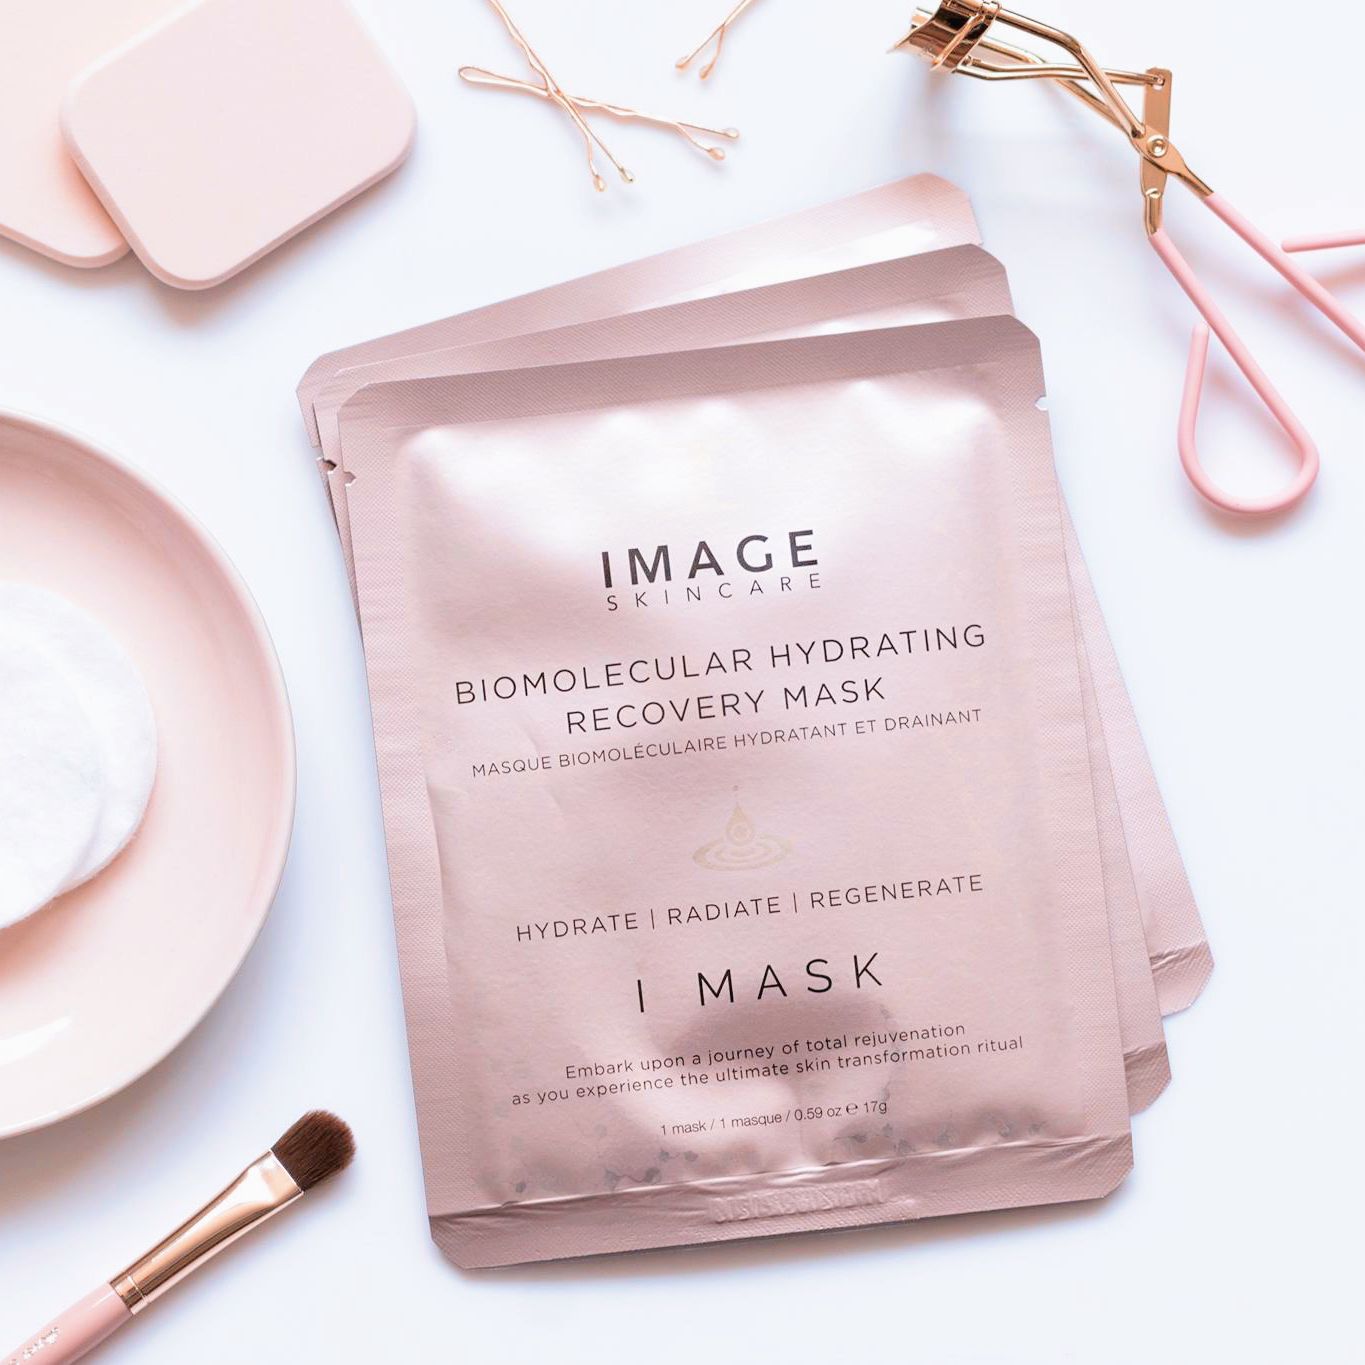 IMAGE
SKINCARE
BIOMOLECULAR HYDRATING
RECOVERY MASK
MASQUE BIOMOLÉCULAIRE HYDRATANT ET DRAINANT
HYDRATE | RADIATE | REGENERATE
I MASK
Embark upon a journey of total rejuvenation
as you experience the ultimate skin transformation ritual
1 mask / 1 masque / 0.59 oz ℮ 17g